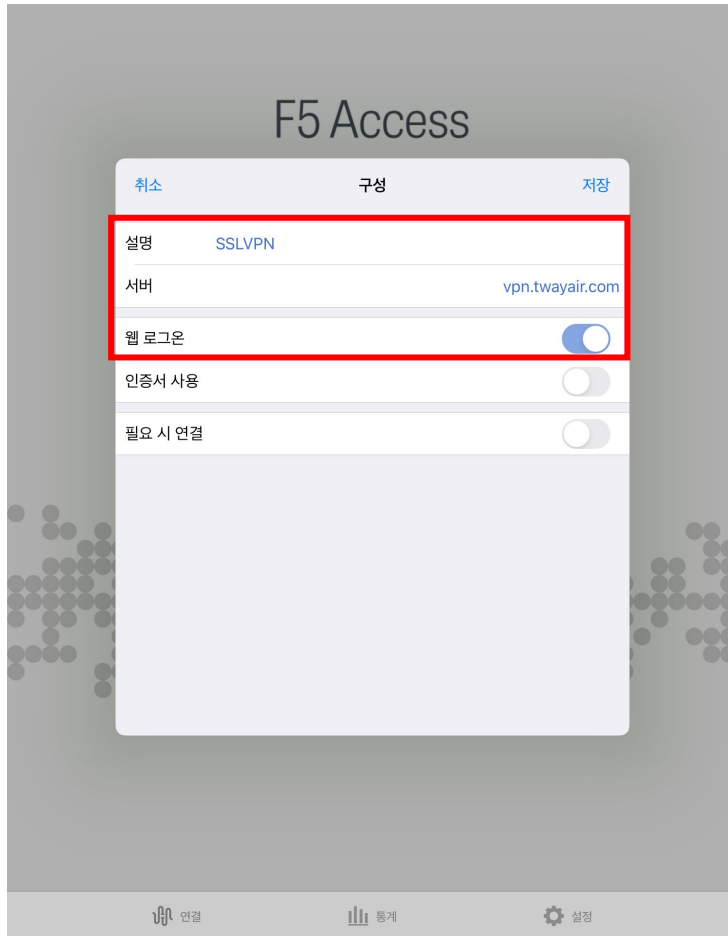 F5 Access
취소 구성 저장
설명 SSLVPN
서버 vpn.twayair.com
웹 로그온
인증서 사용
필요 시 연결
연결 통계 설정